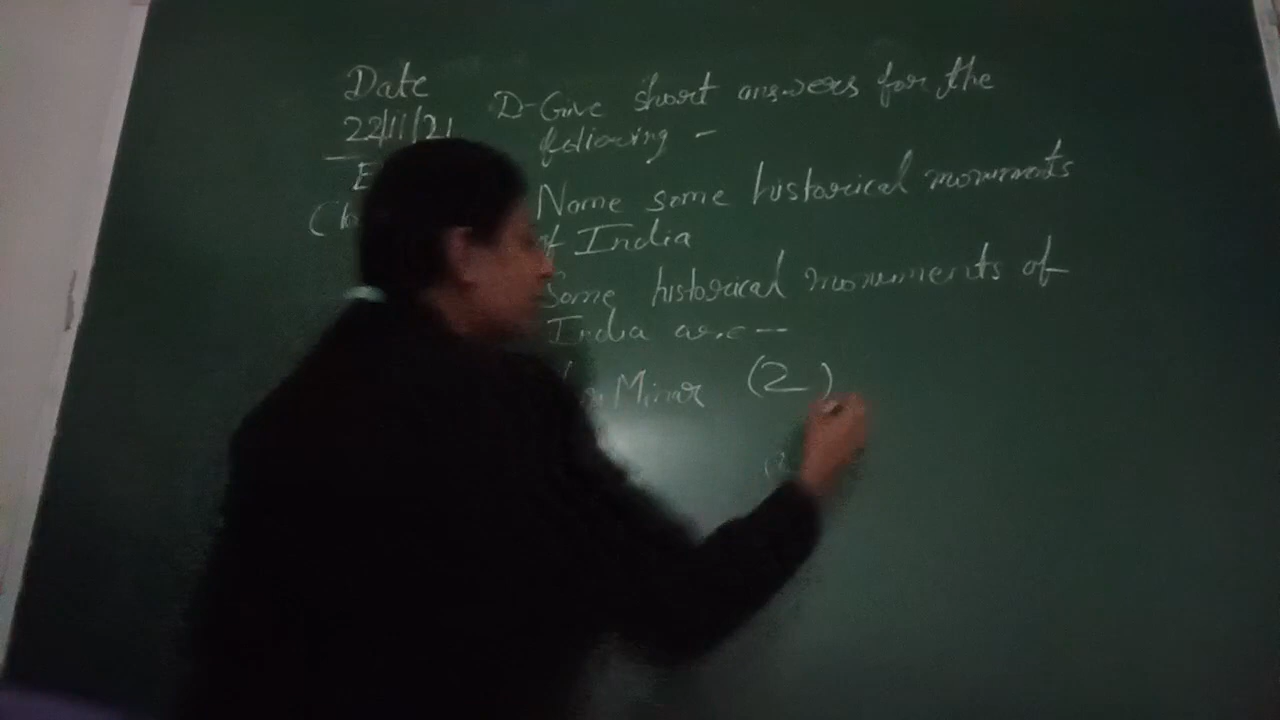 Date
22/11/21
D-Give short answers for the
following -
Name some historical monuments
of India
Some historical monuments of
India are --
Minar (2)